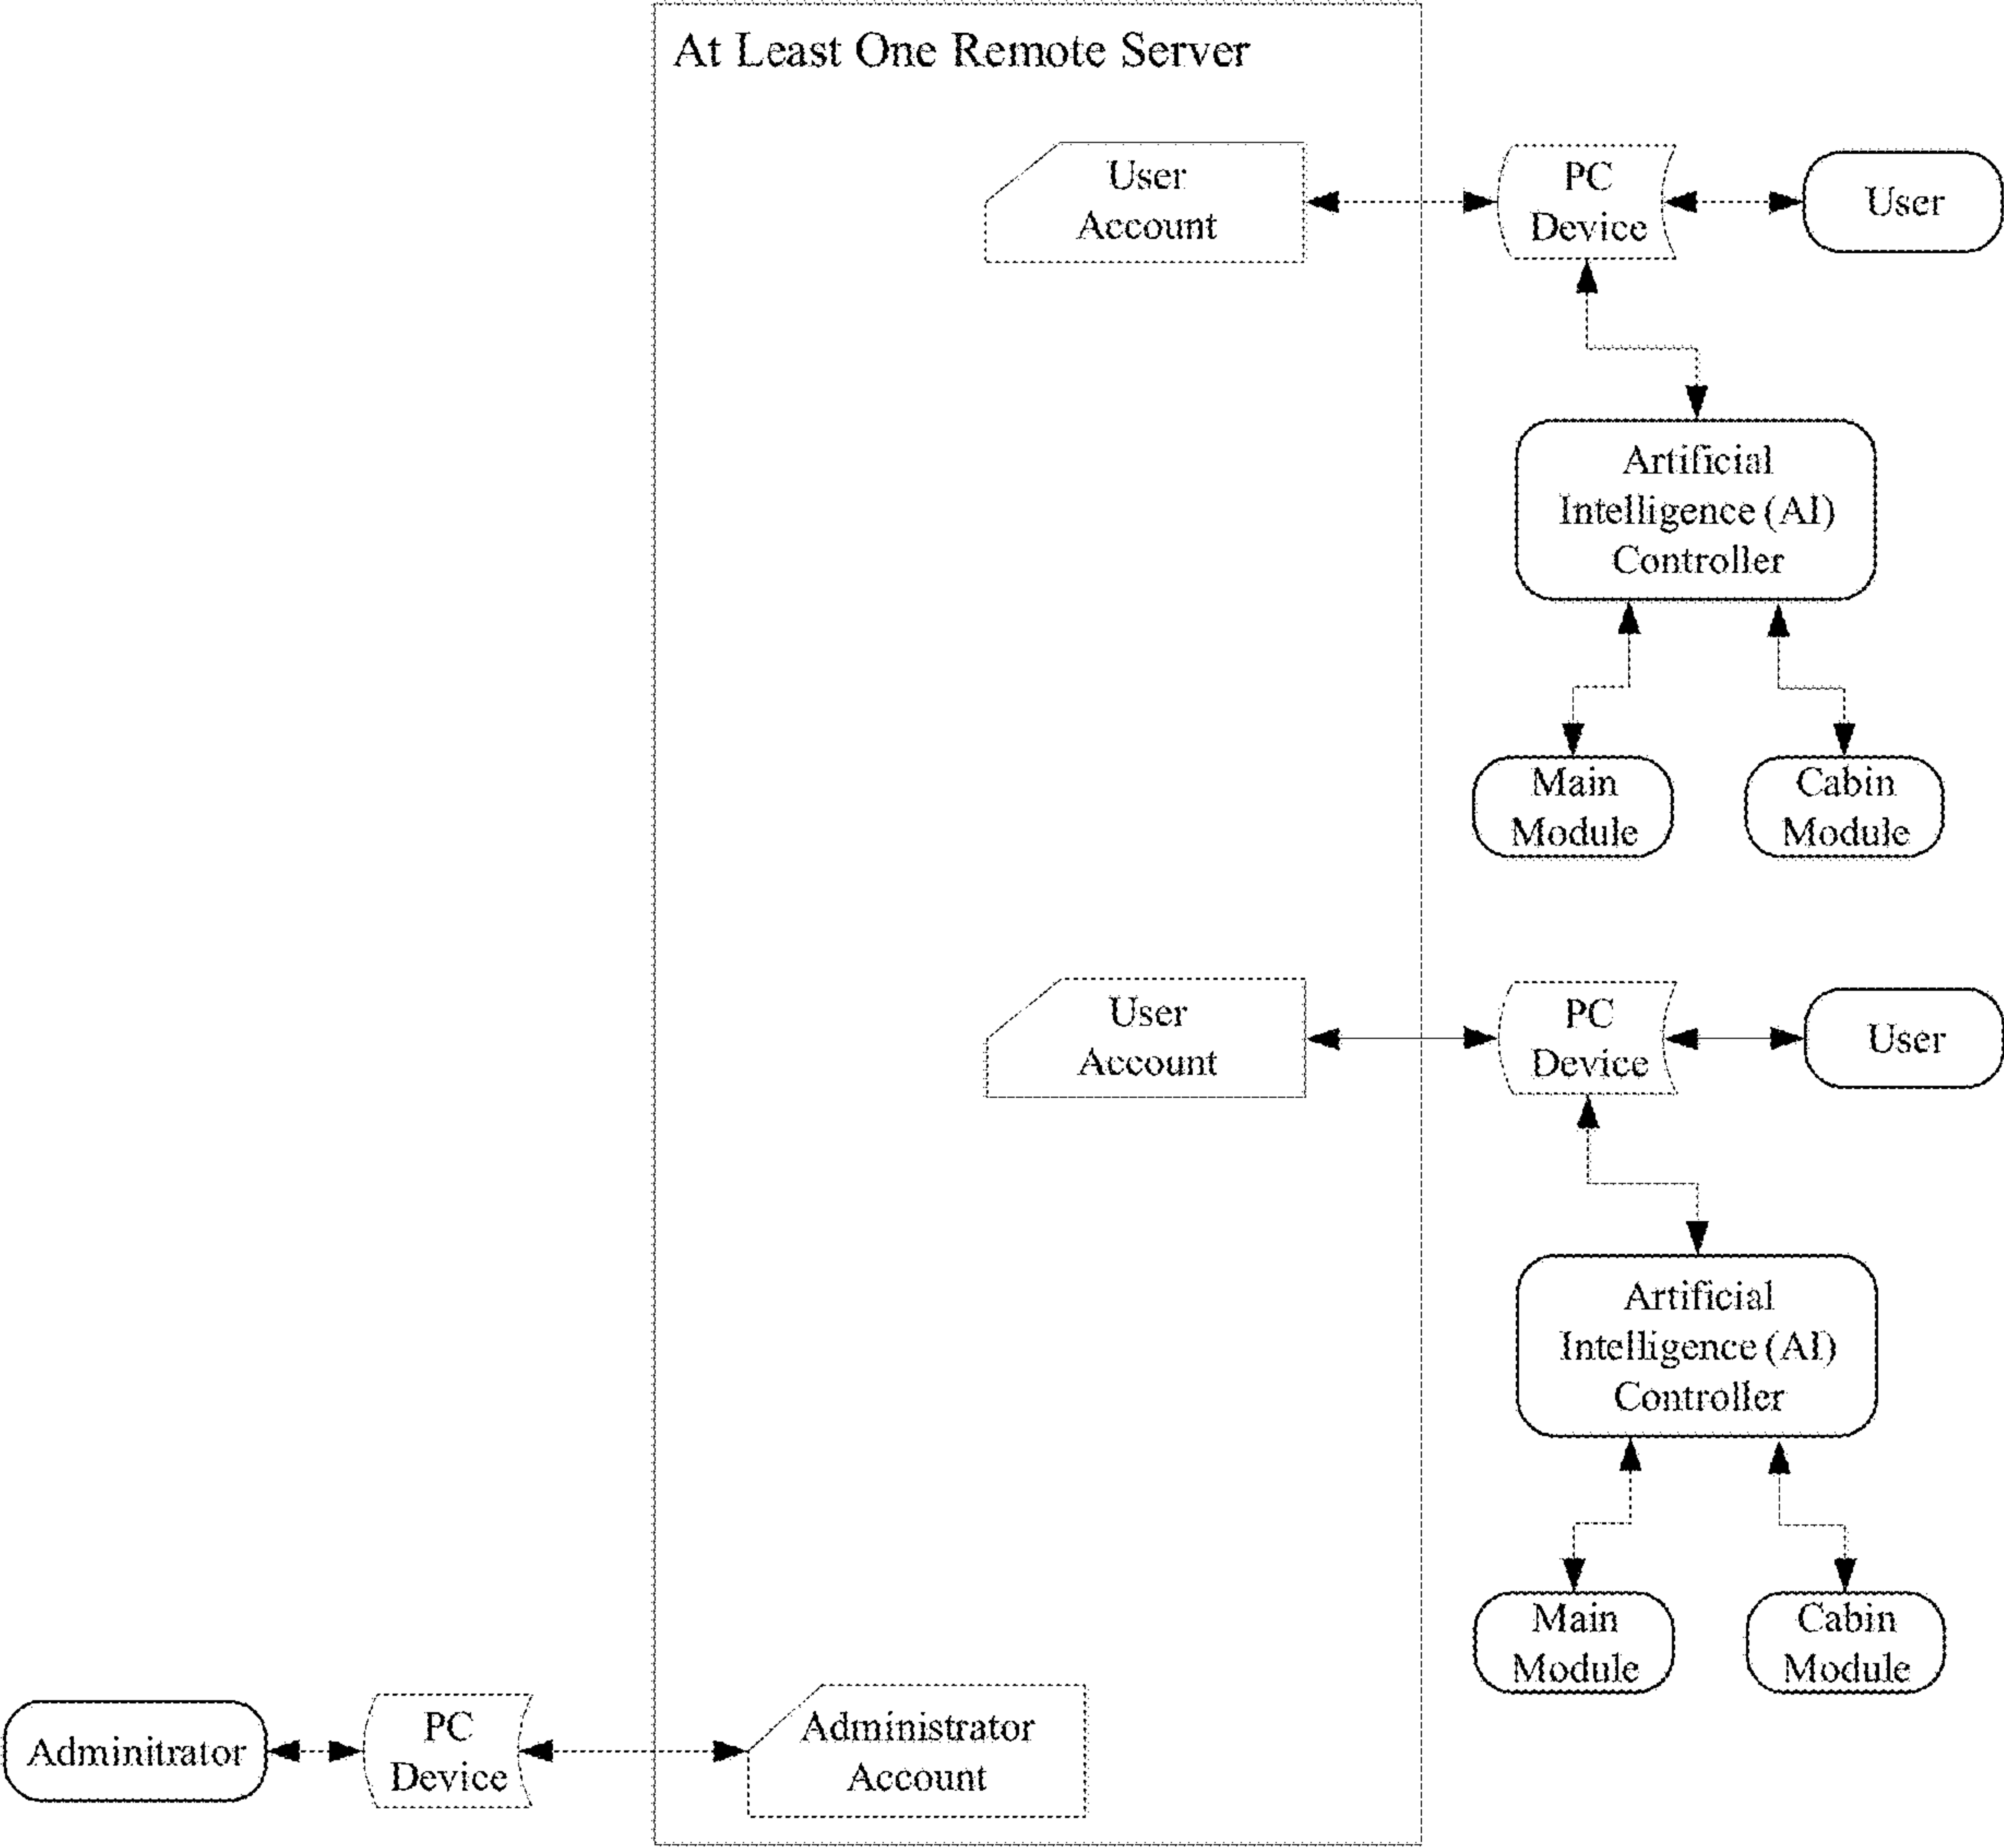 At Least One Remote Server
User
Account
PC
Device
User
Artificial
Intelligence (AI)
Controller
Main
Module
Cabin
Module
User
Account
PC
Device
User
Artificial
Intelligence (AI)
Controller
Main
Module
Cabin
Module
Adminitrator
PC
Device
Administrator
Account